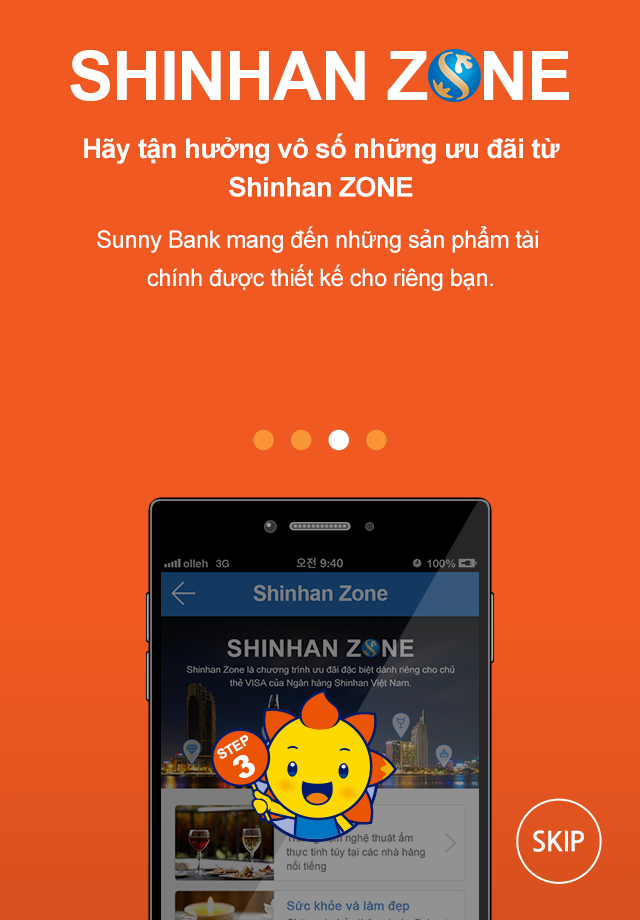 SHINHAN ZONE
Hãy tận hưởng vô số những ưu đãi từ
Shinhan ZONE
Sunny Bank mang đến những sản phẩm tài
chính được thiết kế cho riêng bạn.
olleh 3G 오전 9:40 100%
Shinhan Zone
SHINHAN ZONE
Shinhan Zone là chương trình ưu đãi đặc biệt dành riêng cho chủ
thẻ VISA của Ngân hàng Shinhan Việt Nam.
STEP
3
nghệ thuật ẩm
thực tinh túy tại các nhà hàng
nổi tiếng
SKIP
Sức khỏe và làm đẹp